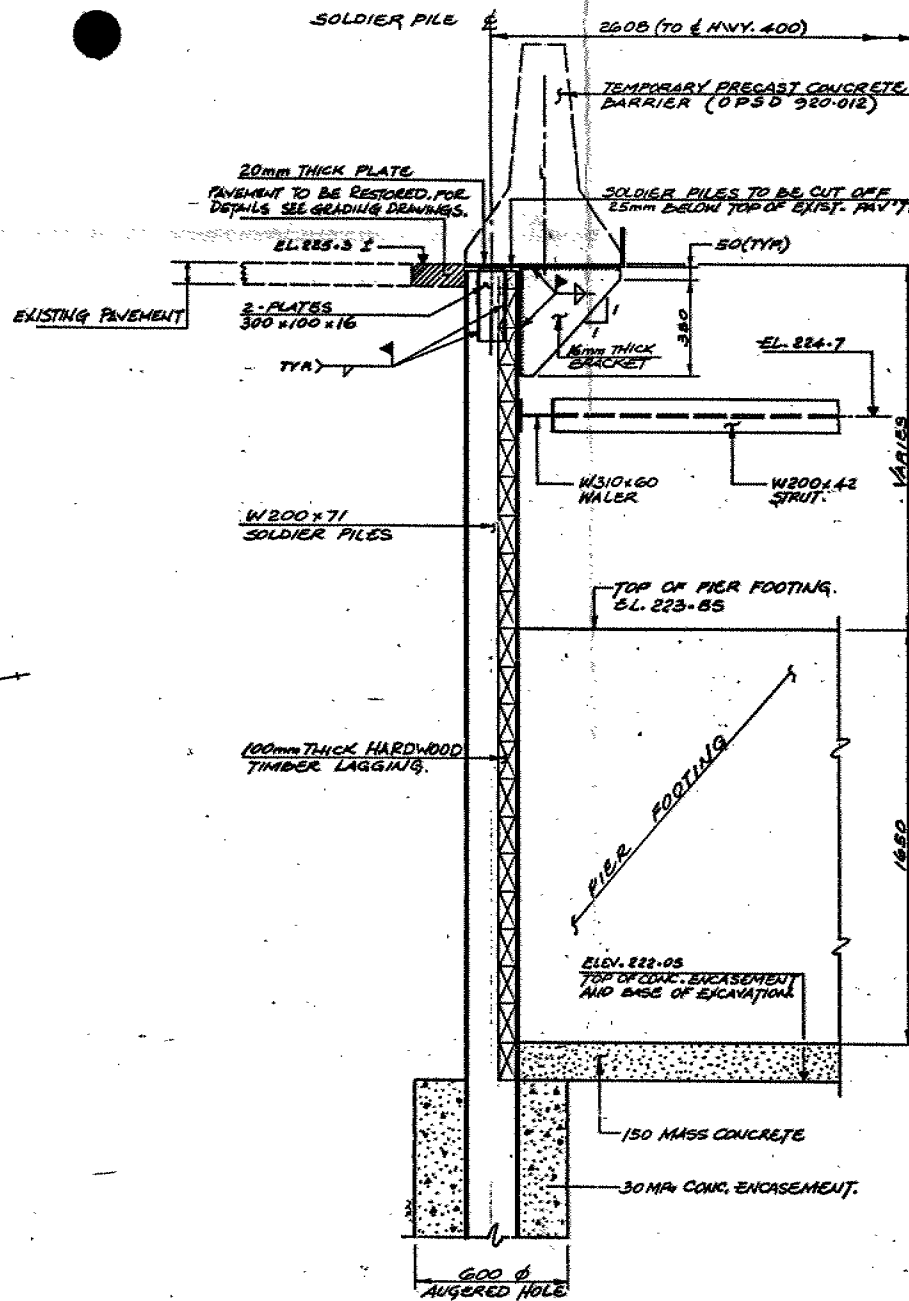 SOLDIER PILE ℄
2608 (TO ℄ HWY. 400)
TEMPORARY PRECAST CONCRETE
BARRIER (OPSD 920.012)
20mm THICK PLATE
PAVEMENT TO BE RESTORED. FOR
DETAILS SEE GRADING DRAWINGS.
SOLDIER PILES TO BE CUT OFF
25mm BELOW TOP OF EXIST. PAV'T.
EL. 225.3 ±
50 (TYP)
EXISTING PAVEMENT
2-PLATES
300 x 100 x 16
TYP.
1
1
16mm THICK
BRACKET
380
EL. 224.7
VARIES
W310x60
WALER
W200x42
STRUT.
W200 x 71
SOLDIER PILES
TOP OF PIER FOOTING.
EL. 223.85
100mm THICK HARDWOOD
TIMBER LAGGING.
PIER FOOTING
1650
ELEV. 222.05
TOP OF CONC. ENCASEMENT
AND BASE OF EXCAVATION.
150 MASS CONCRETE
30 MPa CONC. ENCASEMENT.
600 ϕ
AUGERED HOLE